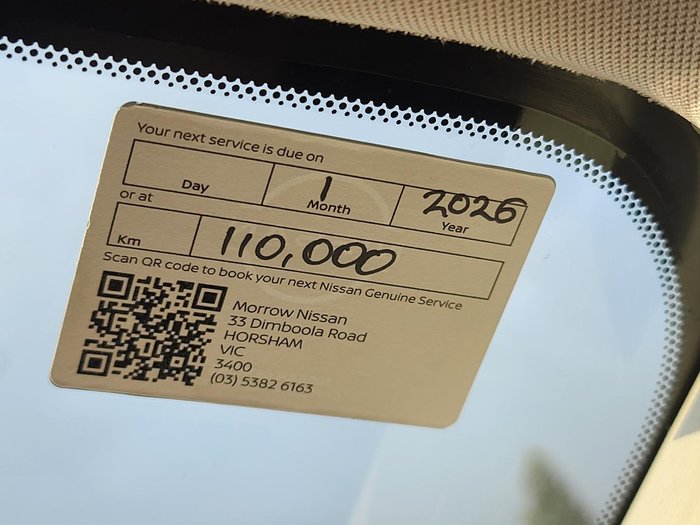 Your next service is due on
1 2026
Day Month Year
or at
Km 110,000
Scan QR code to book your next Nissan Genuine Service
Morrow Nissan
33 Dimboola Road
HORSHAM
VIC
3400
(03) 5382 6163